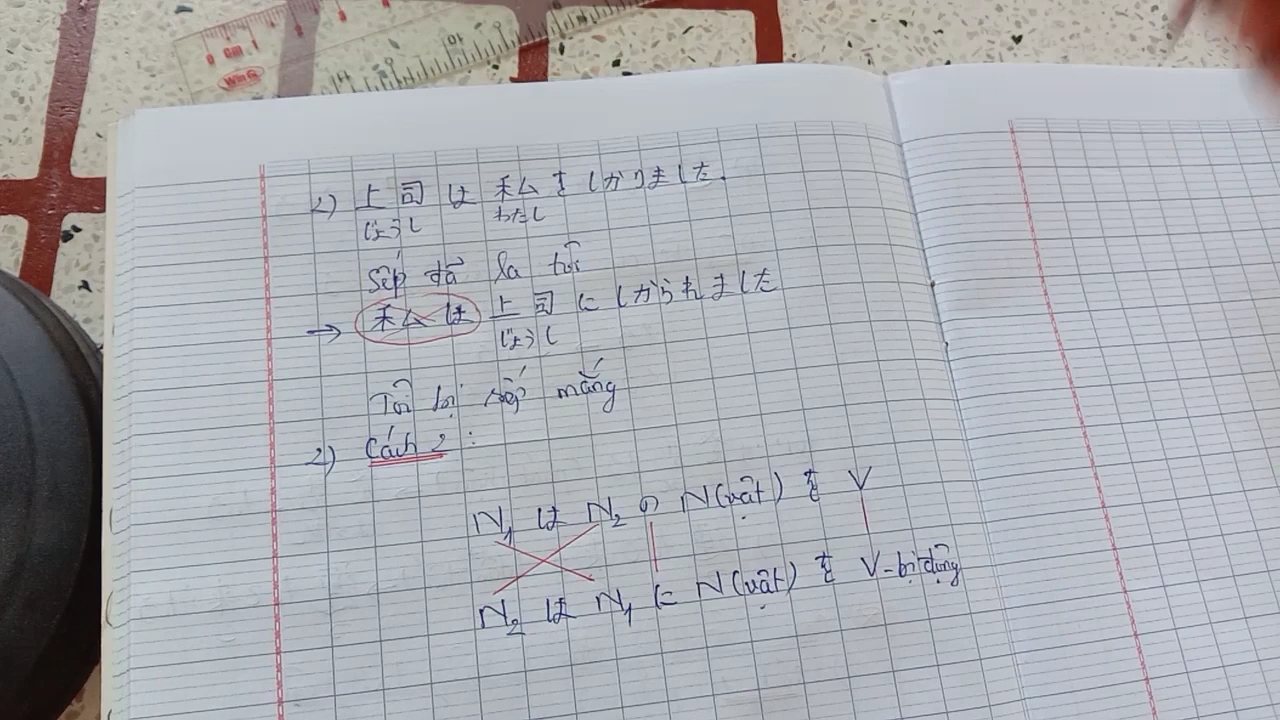 2) 上司は私をしかりました.
じょうし わたし
Sếp đã la tôi
→ 私は上司にしかられました
じょうし
Tôi bị sếp mắng
2) Cách 2 :
N1 は N2 の N(vật) を V
N2 は N1 に N(vật) を V-bị động